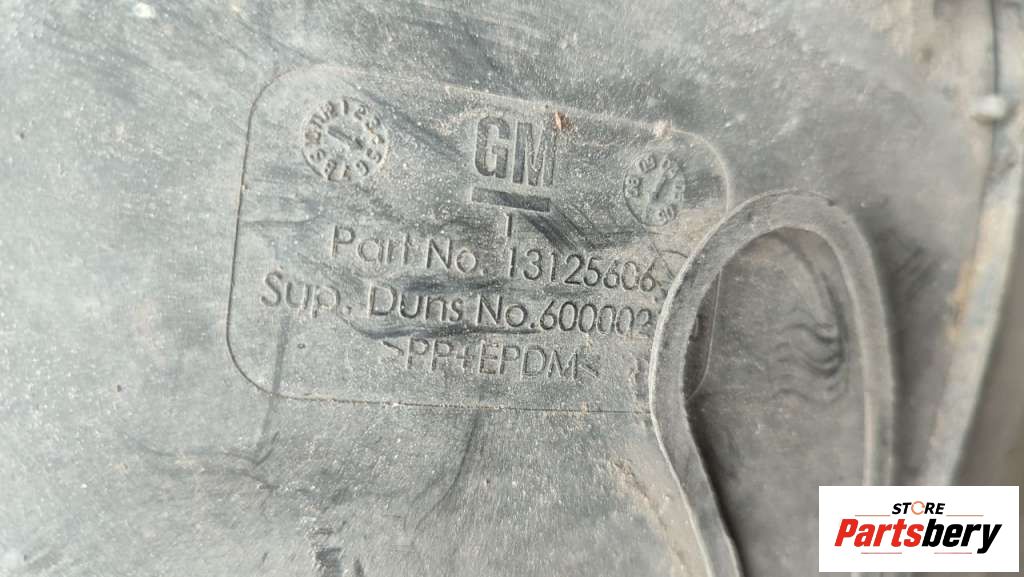 GM
Part No. 13125606
Sup. Duns No.600002
>PP+EPDM<
STORE
Partsbery